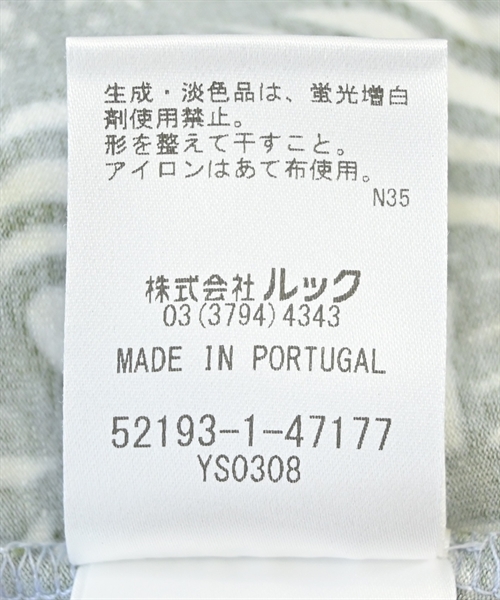 生成・淡色品は、蛍光増白
剤使用禁止。
形を整えて干すこと。
アイロンはあて布使用。
N35
株式会社 ルック
03(3794)4343
MADE IN PORTUGAL
52193-1-47177
YS0308